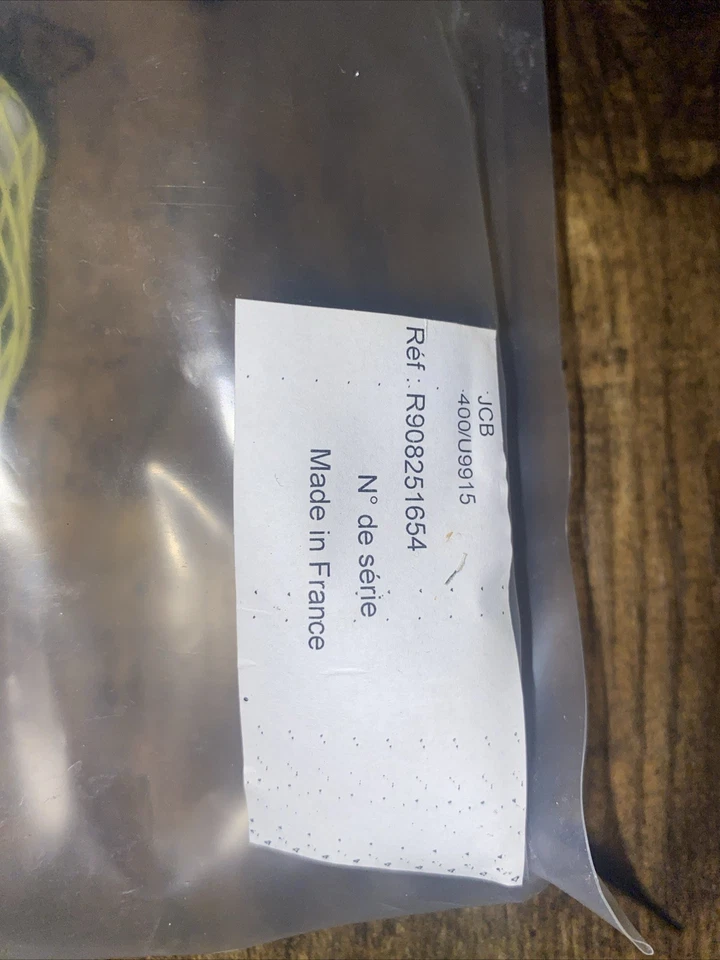 JCB
400/U9915
Réf : R908251654
N° de série
Made in France